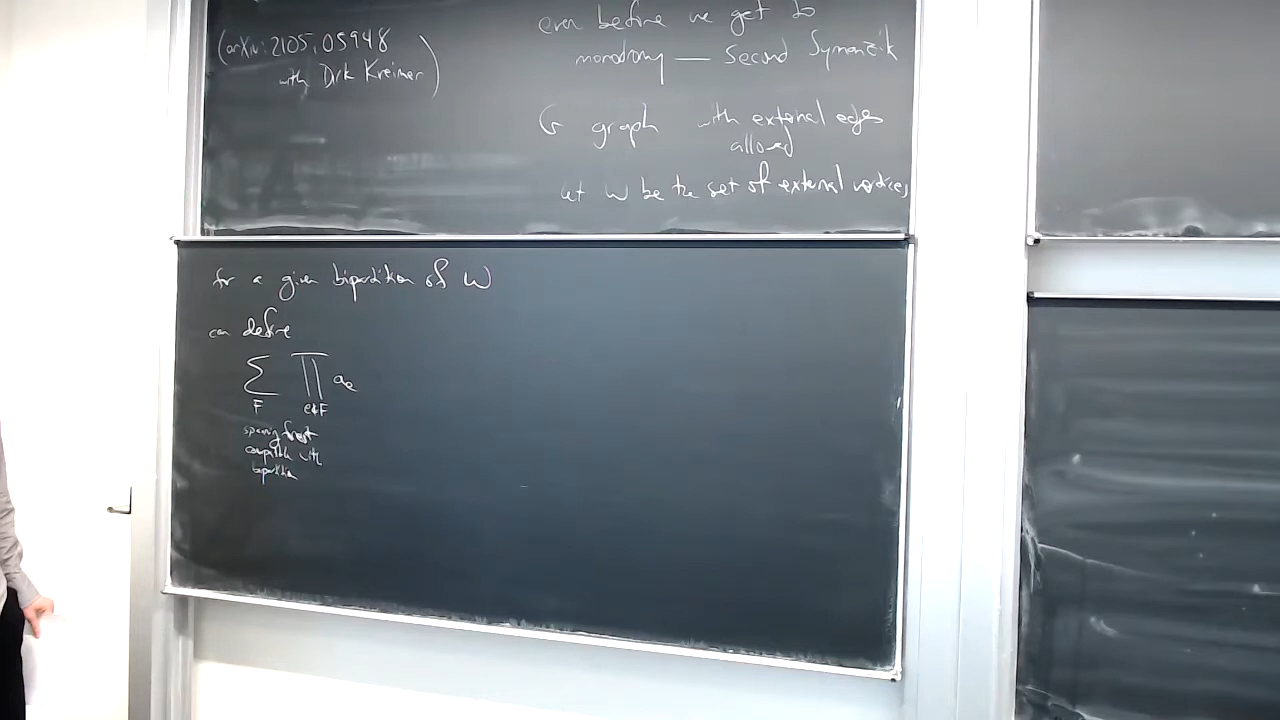 (arXiv: 2105.05948
with Dirk Kreimer)
even before we get to
monodromy — Second Symanzik
G graph with external edges
allowed
let W be the set of external vertices
for a given bipartition of W
can define
∑ ∏ a_e
F e∉F
spanning forest
compatible with
bipartition